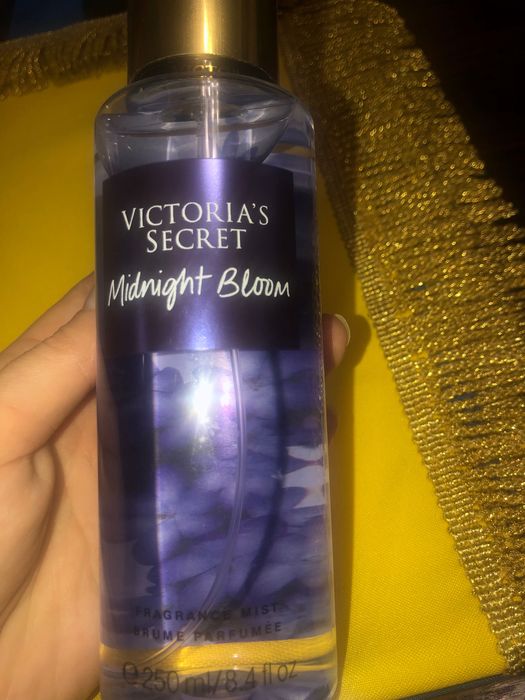 VICTORIA'S
SECRET
Midnight Bloom
FRAGRANCE MIST
BRUME PARFUMÉE
℮ 250 ml/8.4 fl oz